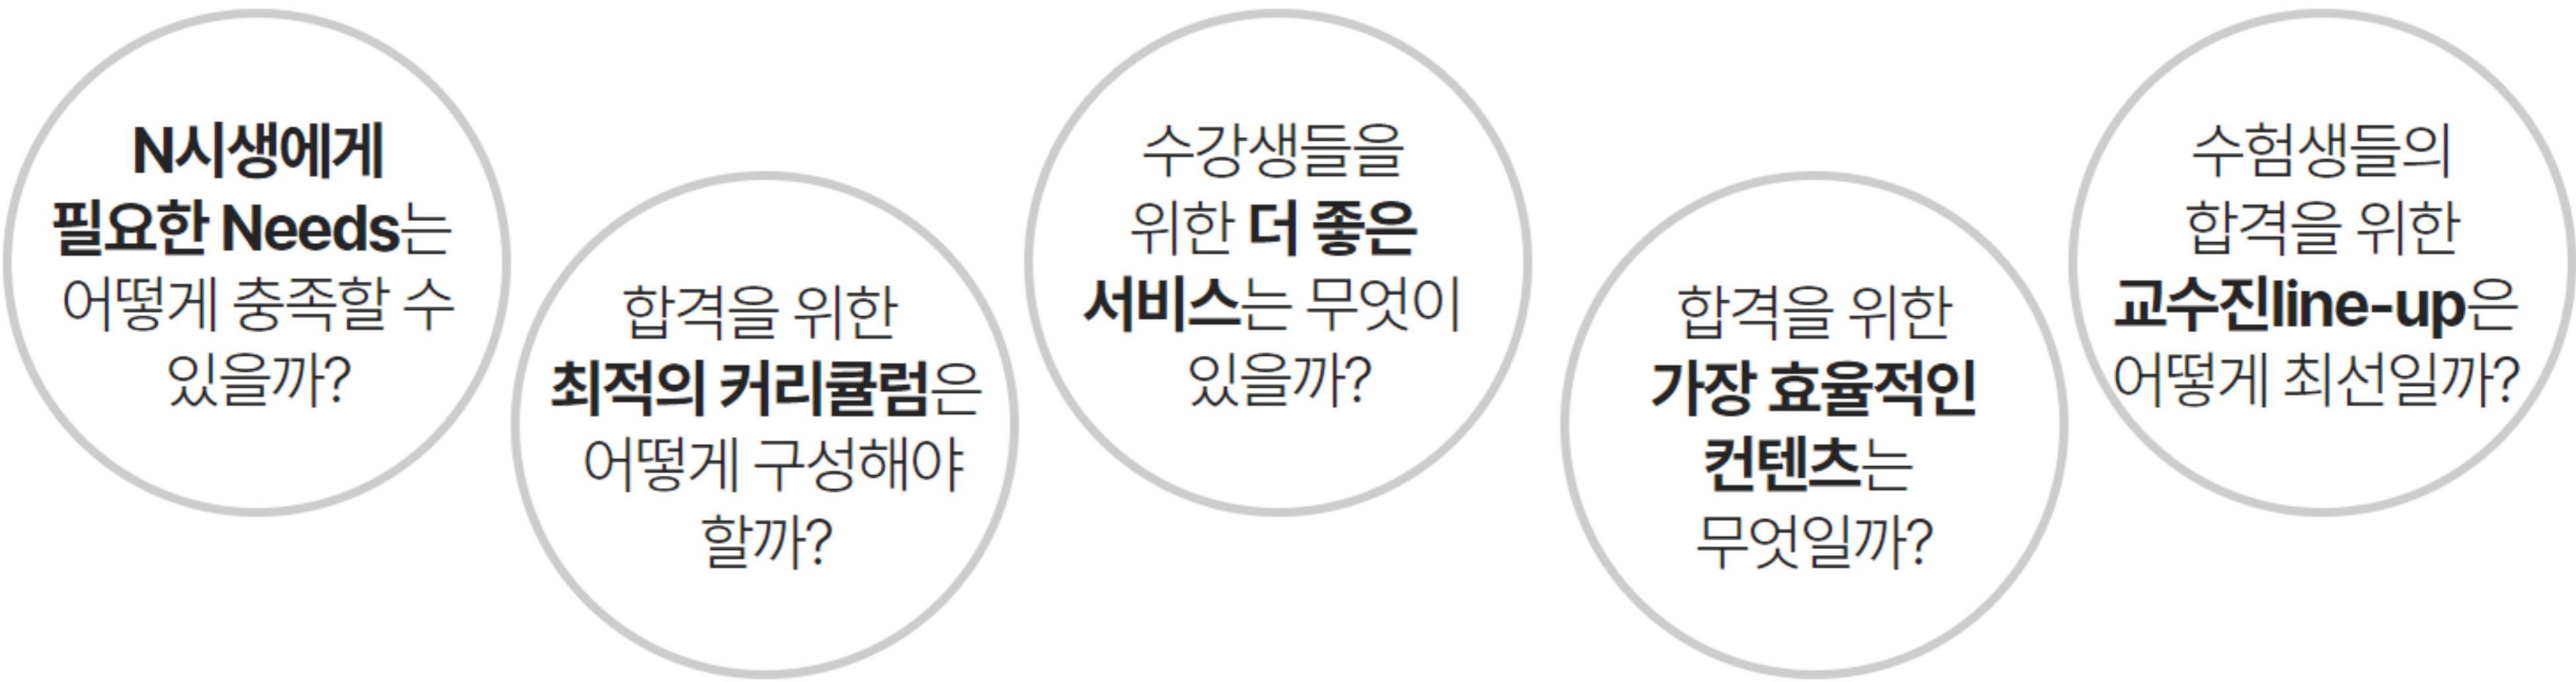 N시생에게
필요한 Needs는
어떻게 충족할 수
있을까?
합격을 위한
최적의 커리큘럼은
어떻게 구성해야
할까?
수강생들을
위한 더 좋은
서비스는 무엇이
있을까?
합격을 위한
가장 효율적인
컨텐츠는
무엇일까?
수험생들의
합격을 위한
교수진line-up은
어떻게 최선일까?